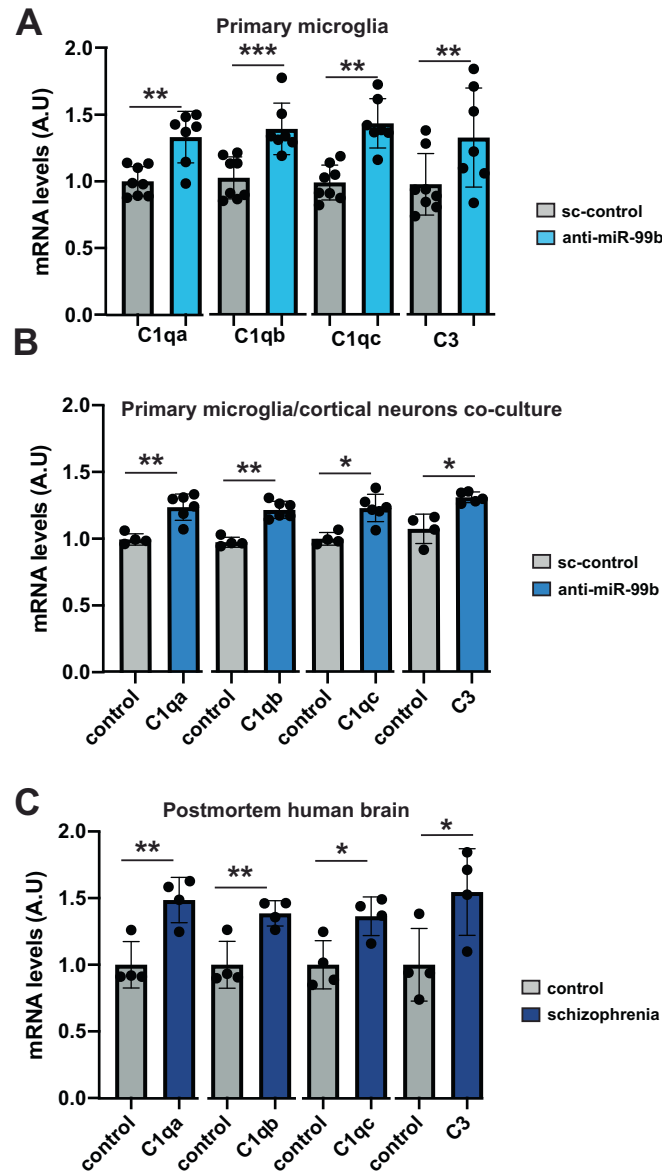 A
Primary microglia
mRNA levels (A.U)
2.0
1.5
1.0
0.5
0.0
**
***
**
**
C1qa
C1qb
C1qc
C3
sc-control
anti-miR-99b
B
Primary microglia/cortical neurons co-culture
mRNA levels (A.U)
2.0
1.5
1.0
0.5
0.0
**
**
*
*
control
C1qa
control
C1qb
control
C1qc
control
C3
sc-control
anti-miR-99b
C
Postmortem human brain
mRNA levels (A.U)
2.0
1.5
1.0
0.5
0.0
**
**
*
*
control
C1qa
control
C1qb
control
C1qc
control
C3
control
schizophrenia